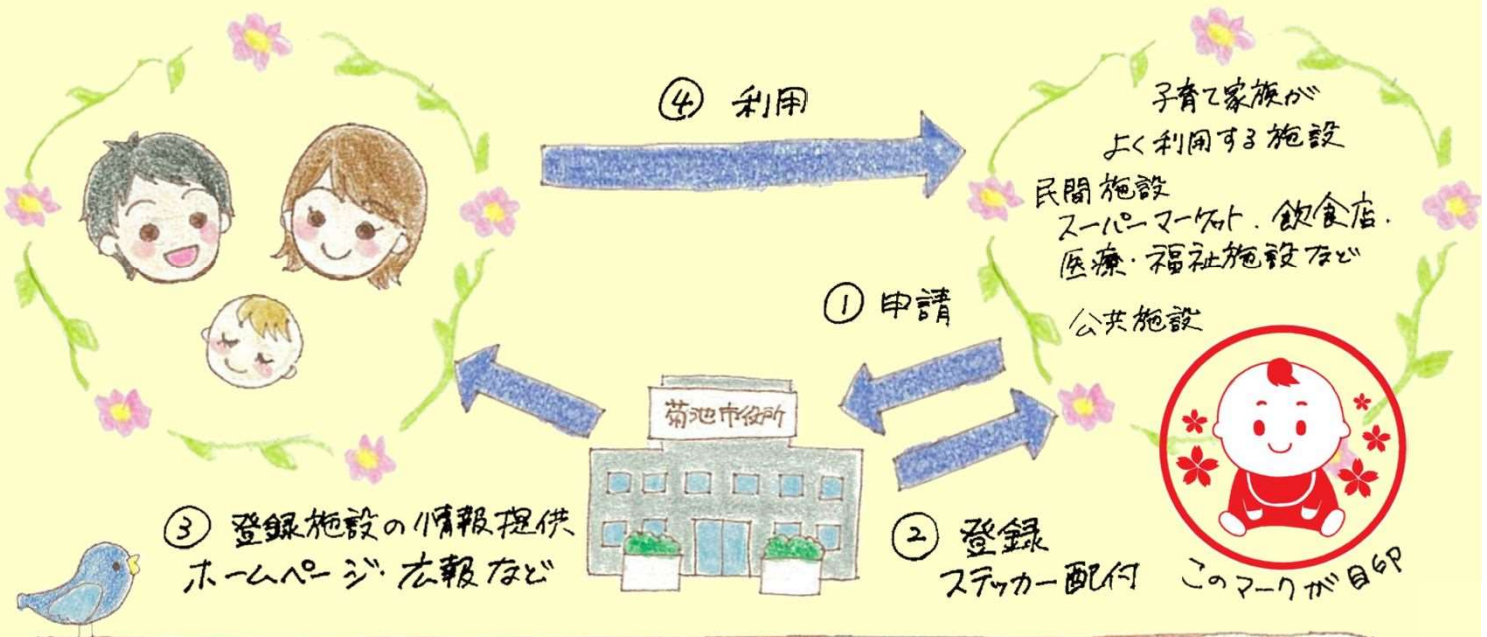 ④ 利用
子育て家族が
よく利用する施設
民間施設
スーパーマーケット・飲食店・
医療・福祉施設など
公共施設
① 申請
菊池市役所
③ 登録施設の情報提供
ホームページ・広報など
② 登録
ステッカー配付
このマークが目印